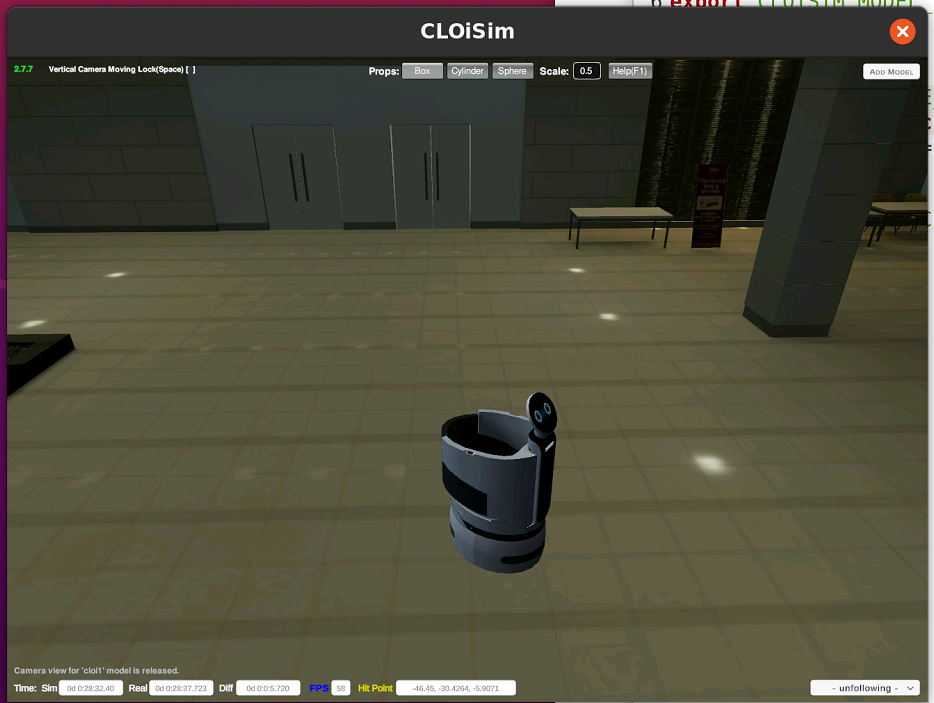 6 export CLOiSIM_MODEL
CLOiSim
2.7.7 Vertical Camera Moving Lock(Space) [ ] Props: Box Cylinder Sphere Scale: 0.5 Help(F1) ADD MODEL
Camera view for 'cloi1' model is released.
Time: Sim 0d 0:28:32.40 Real 0d 0:28:37.723 Diff 0d 0:0:5.720 FPS 58 Hit Point -46.45, -30.4264, -5.9071 - unfollowing -